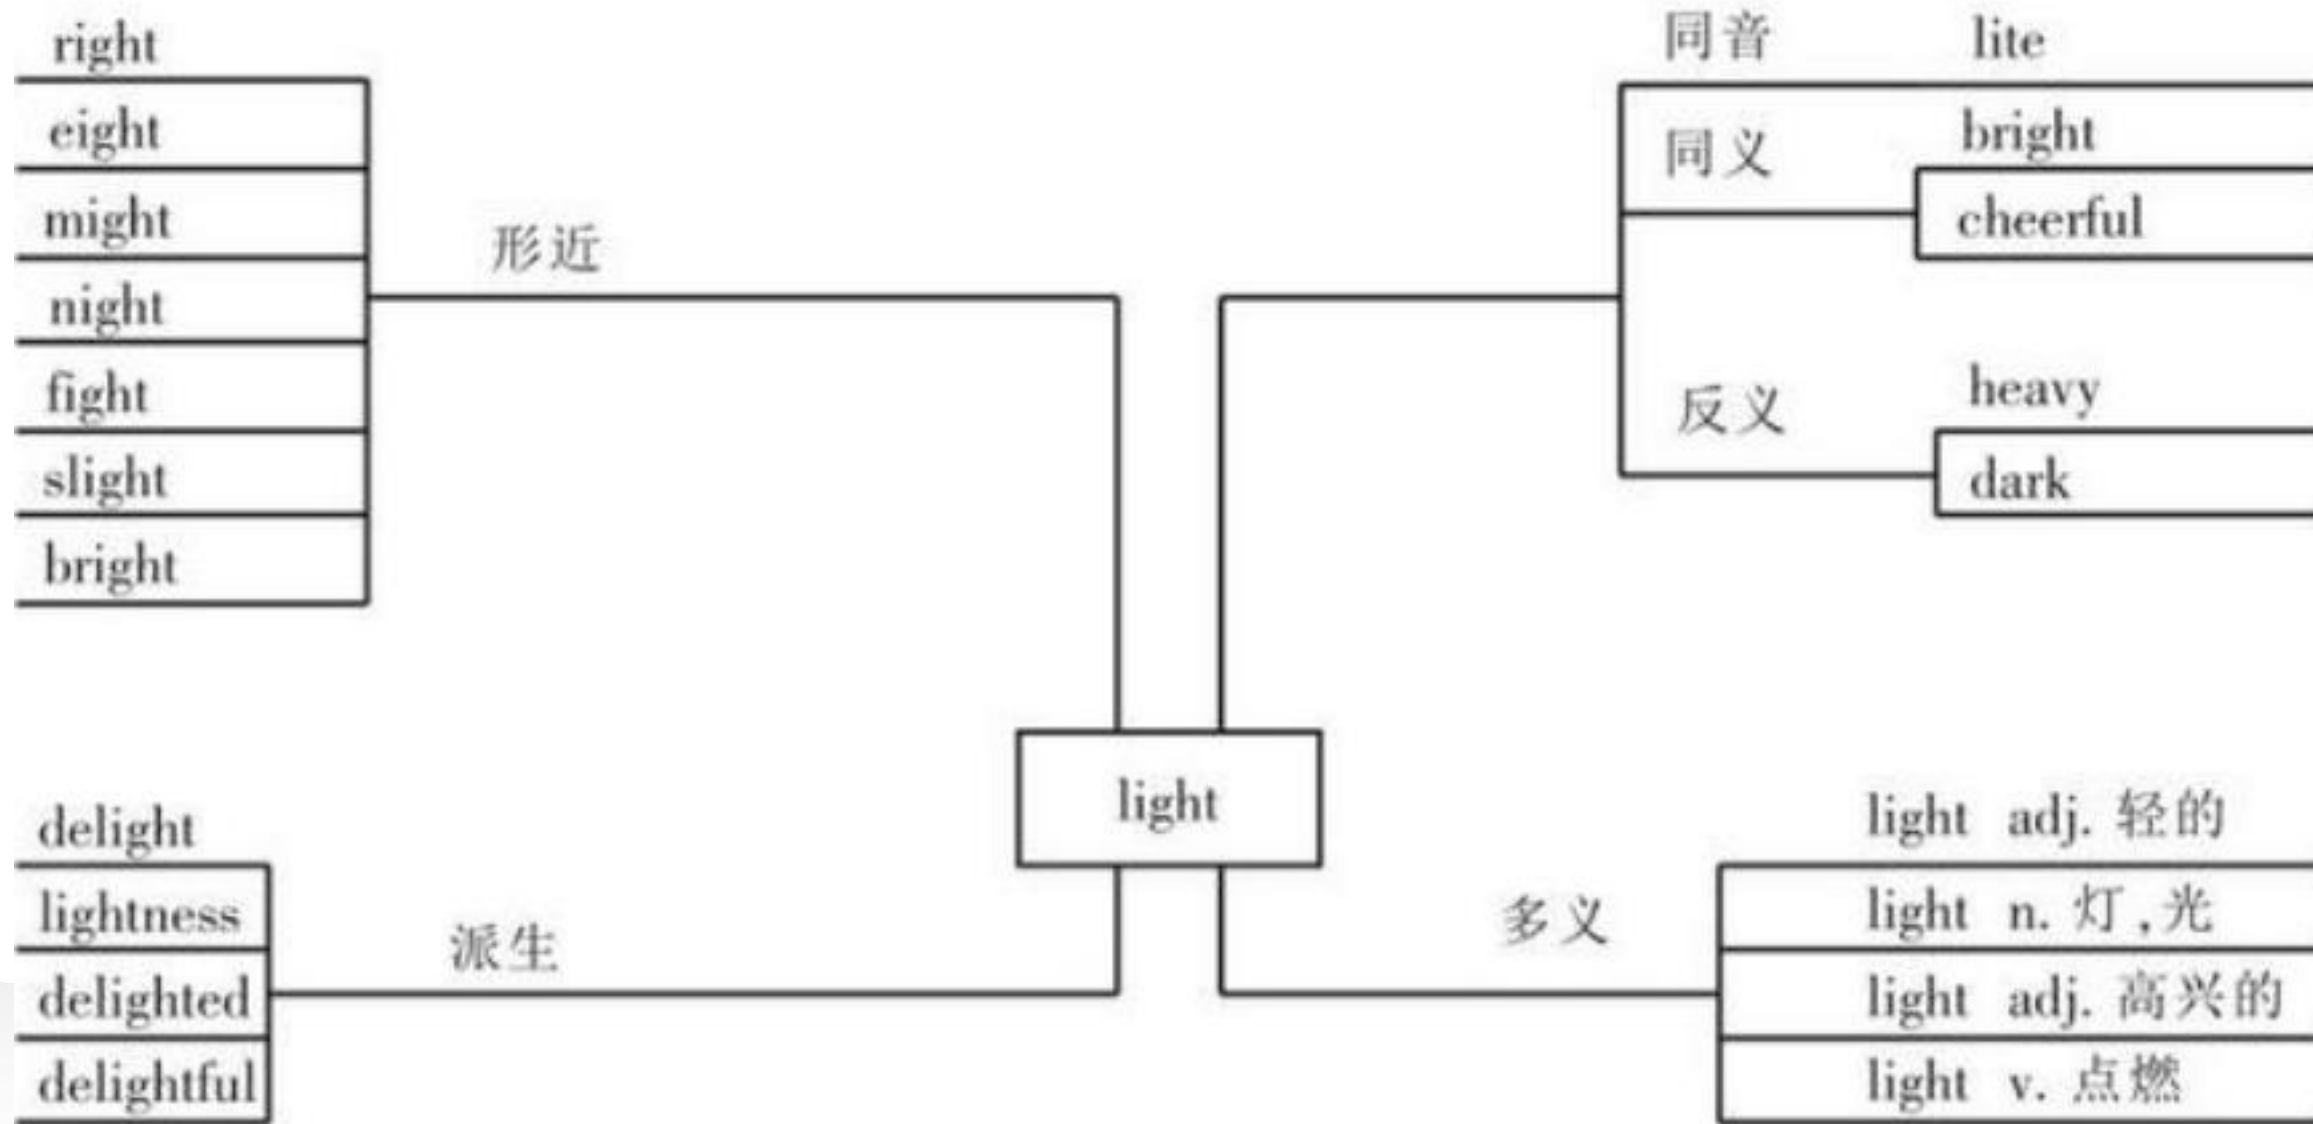 right
eight
might
night
fight
slight
bright
形近
同音 lite
同义 bright
cheerful
反义 heavy
dark
light
delight
lightness
delighted
delightful
派生
多义
light adj. 轻的
light n. 灯,光
light adj. 高兴的
light v. 点燃